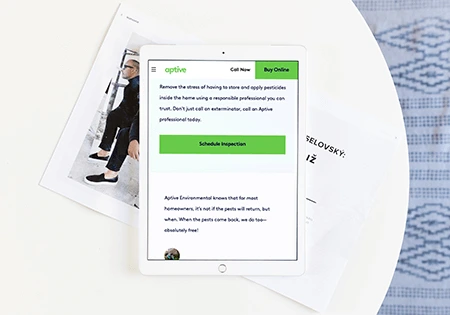 aptive
Call Now
Buy Online
Remove the stress of having to store and apply pesticides
inside the home using a responsible professional you can
trust. Don't just call an exterminator, call an Aptive
professional today.
Schedule Inspection
Aptive Environmental knows that for most
homeowners, it's not if the pests will return, but
when. When the pests come back, we do too—
absolutely free!
SELOVSKÝ:
IŽ